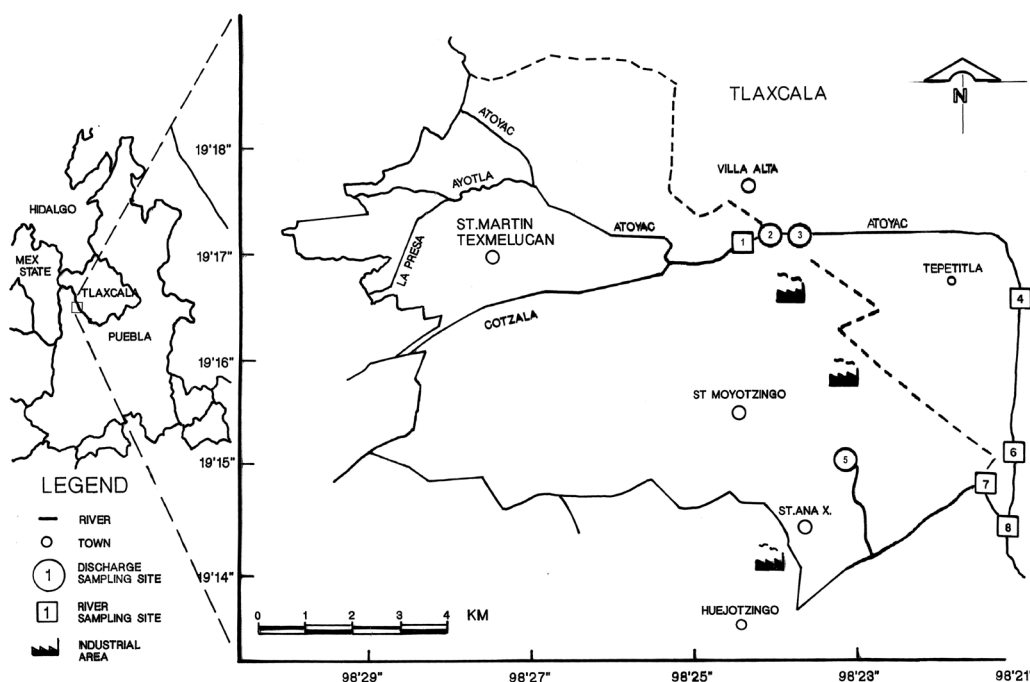 HIDALGO
MEX
STATE
TLAXCALA
PUEBLA
LEGEND
RIVER
TOWN
1
DISCHARGE
SAMPLING SITE
1
RIVER
SAMPLING SITE
INDUSTRIAL
AREA
19'18"
19'17"
19'16"
19'15"
19'14"
TLAXCALA
N
ATOYAC
VILLA ALTA
AYOTLA
ST.MARTIN
TEXMELUCAN
LA PRESA
ATOYAC
1
2
3
ATOYAC
TEPETITLA
4
COTZALA
ST MOYOTZINGO
5
6
7
8
ST.ANA X.
HUEJOTZINGO
0 1 2 3 4 KM
98'29" 98'27" 98'25" 98'23" 98'21"